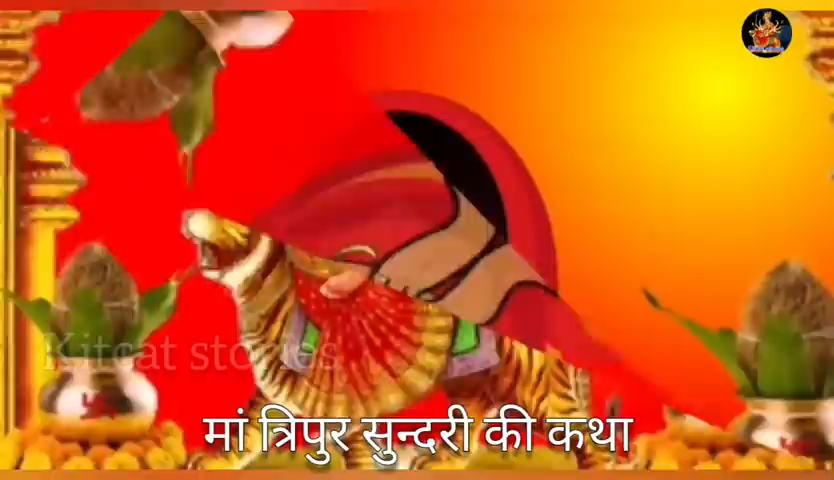 Kitcat stories
मां त्रिपुर सुन्दरी की कथा